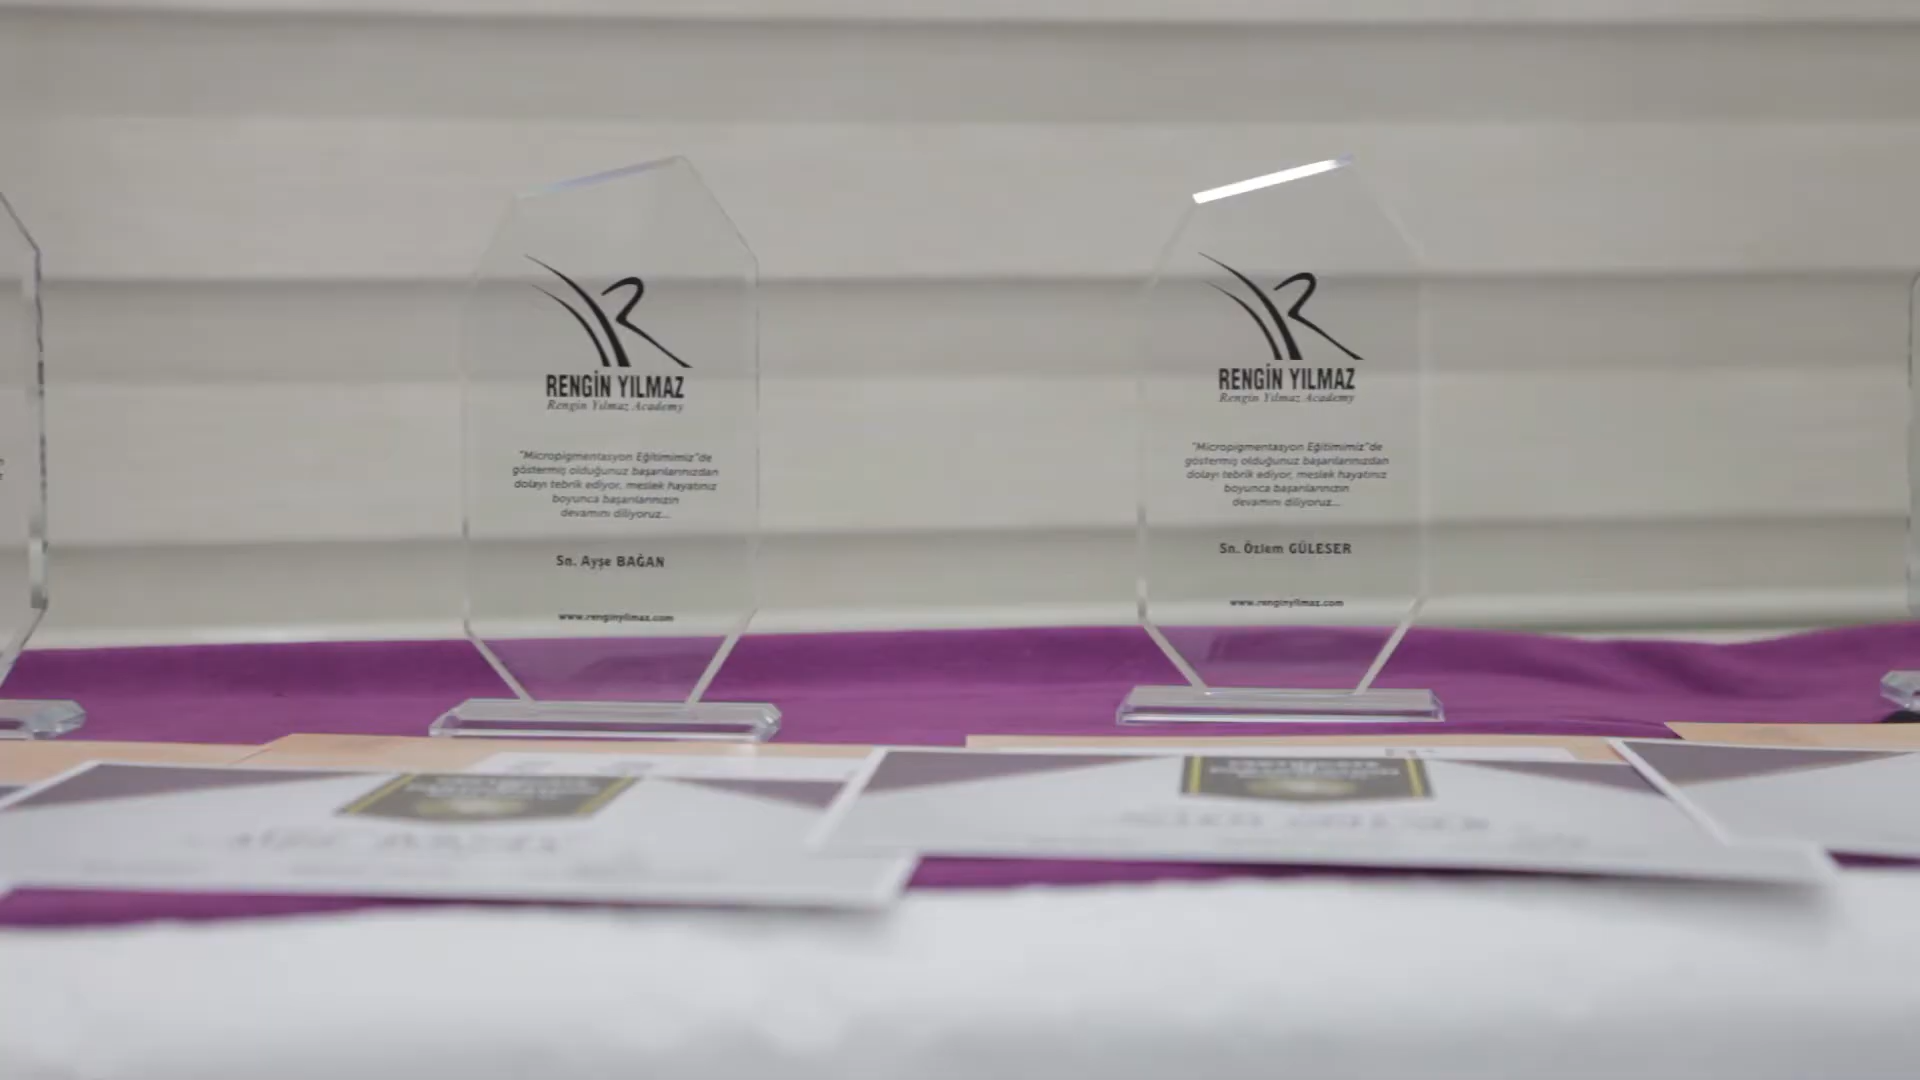 RENGİN YILMAZ
Rengin Yılmaz Academy
"Micropigmentasyon Eğitimimiz"de
göstermiş olduğunuz başarılarınızdan
dolayı tebrik ediyor, meslek hayatınız
boyunca başarılarınızın
devamını diliyoruz...
Sn. Ayşe BAĞAN
www.renginyilmaz.com
RENGİN YILMAZ
Rengin Yılmaz Academy
"Micropigmentasyon Eğitimimiz"de
göstermiş olduğunuz başarılarınızdan
dolayı tebrik ediyor, meslek hayatınız
boyunca başarılarınızın
devamını diliyoruz...
Sn. Özlem GÜLESER
www.renginyilmaz.com